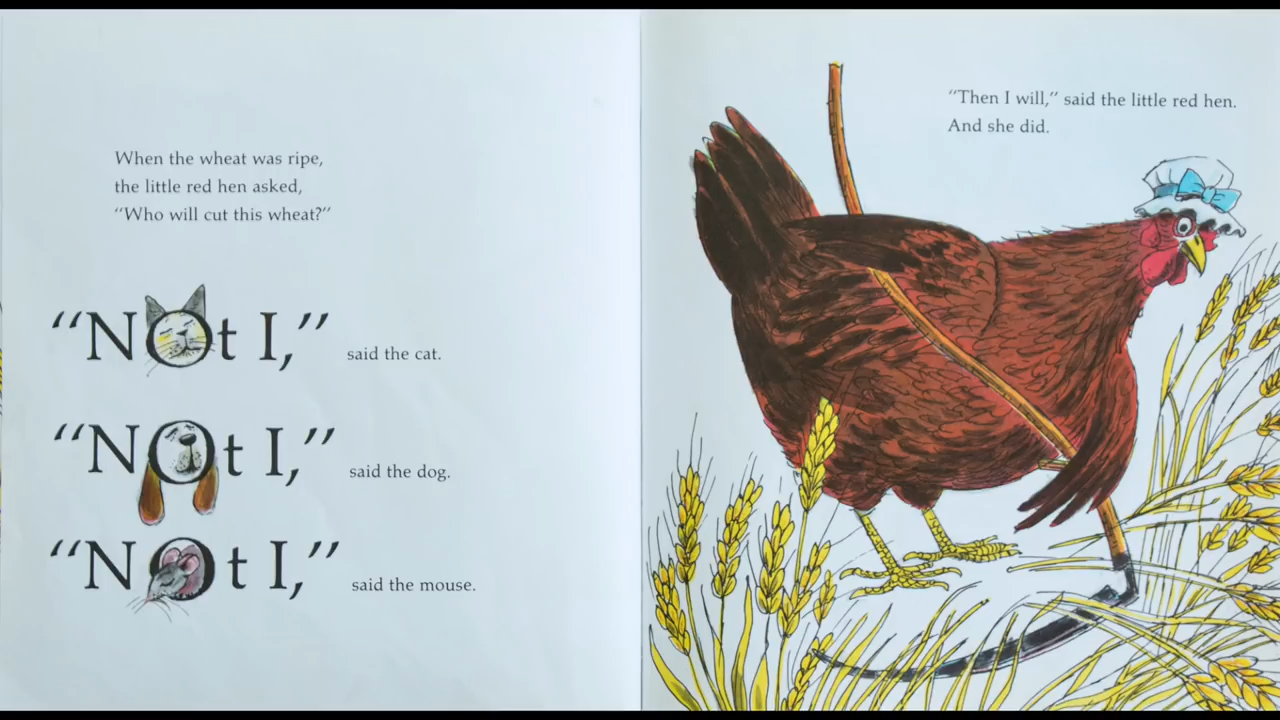 When the wheat was ripe,
the little red hen asked,
“Who will cut this wheat?”
“Not I,” said the cat.
“Not I,” said the dog.
“Not I,” said the mouse.
“Then I will,” said the little red hen.
And she did.